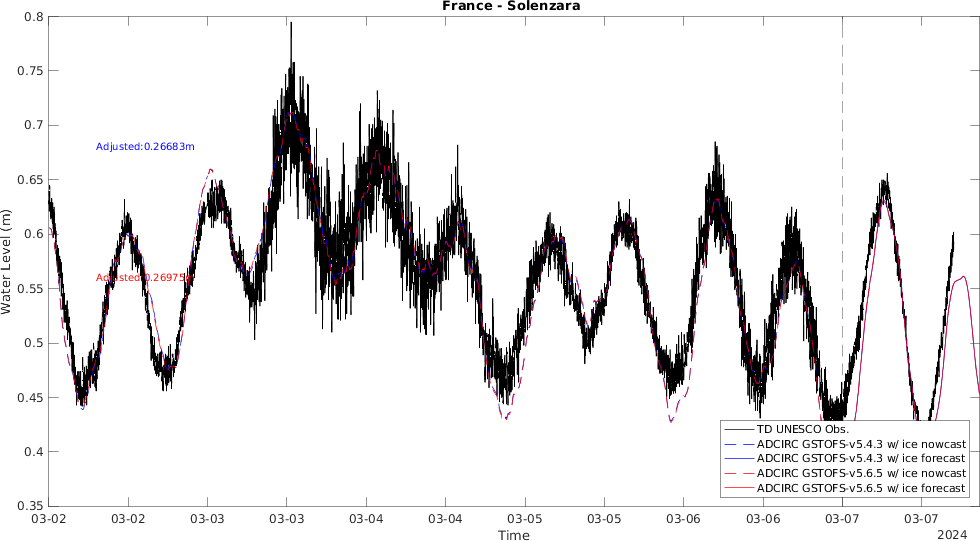 France - Solenzara
0.8
0.75
0.7
0.65
0.6
0.55
0.5
0.45
0.4
0.35
Water Level (m)
Adjusted:0.26683m
Adjusted:0.26975m
TD UNESCO Obs.
ADCIRC GSTOFS-v5.4.3 w/ ice nowcast
ADCIRC GSTOFS-v5.4.3 w/ ice forecast
ADCIRC GSTOFS-v5.6.5 w/ ice nowcast
ADCIRC GSTOFS-v5.6.5 w/ ice forecast
03-02 03-02 03-03 03-03 03-04 03-04 03-05 03-05 03-06 03-06 03-07 03-07
Time
2024